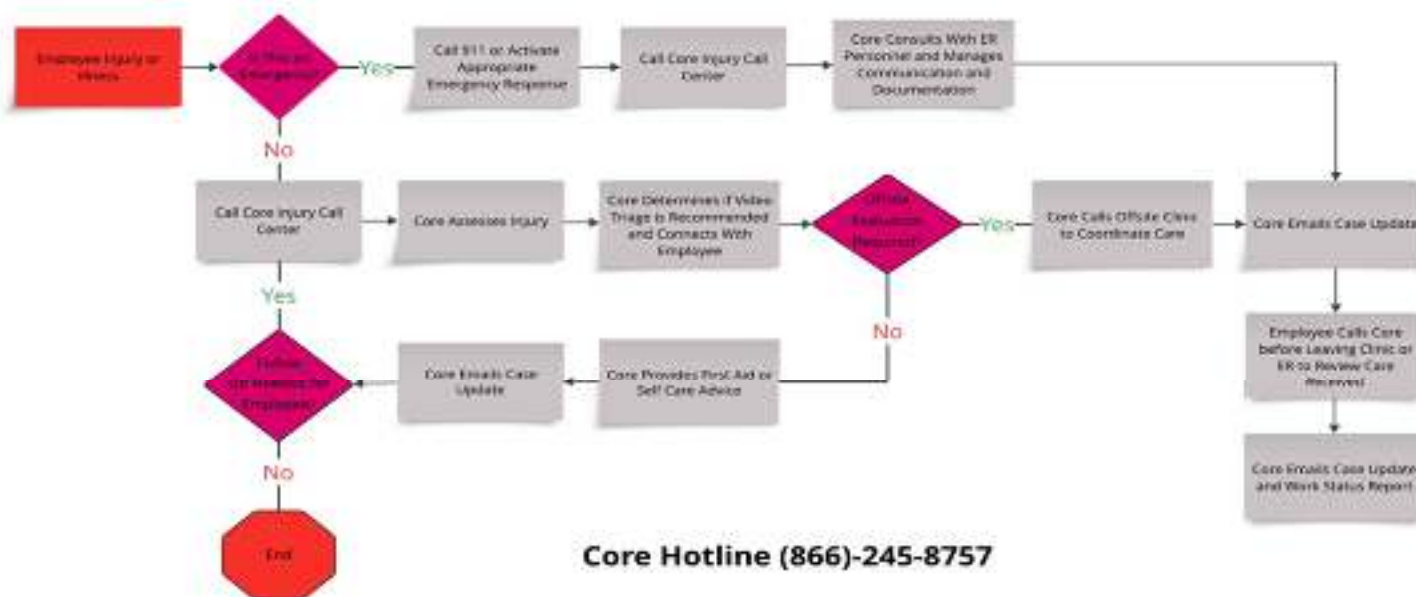 Employee Injury or
Illness
Is this an
Emergency?
Yes
Call 911 or Activate
Appropriate
Emergency Response
Call Core Injury Call
Center
Core Consults With ER
Personnel and Manages
Communication and
Documentation
No
Call Core Injury Call
Center
Core Assesses Injury
Core Determines if Video
Triage is Recommended
and Connects With
Employee
Offsite
Evaluation
Required?
Yes
Core Calls Offsite Clinic
to Coordinate Care
Core Emails Case Update
Yes
No
Employee Calls Core
before Leaving Clinic or
ER to Review Care
Received
Up Needed for
Employee?
Core Emails Case
Update
Core Provides First Aid or
Self Care Advice
No
Core Emails Case Update
and Work Status Report
End
Core Hotline (866)-245-8757